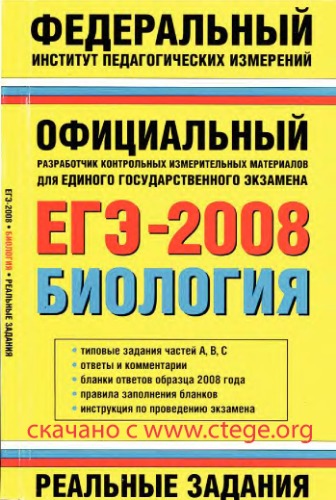 ФЕДЕРАЛЬНЫЙ
ИНСТИТУТ ПЕДАГОГИЧЕСКИХ ИЗМЕРЕНИЙ
ОФИЦИАЛЬНЫЙ
РАЗРАБОТЧИК КОНТРОЛЬНЫХ ИЗМЕРИТЕЛЬНЫХ МАТЕРИАЛОВ
для ЕДИНОГО ГОСУДАРСТВЕННОГО ЭКЗАМЕНА
ЕГЭ-2008
БИОЛОГИЯ
• типовые задания частей А, В, С
• ответы и комментарии
• бланки ответов образца 2008 года
• правила заполнения бланков
• инструкция по проведению экзамена
скачано с www.ctege.org
РЕАЛЬНЫЕ ЗАДАНИЯ
ЕГЭ-2008 • БИОЛОГИЯ • РЕАЛЬНЫЕ ЗАДАНИЯ